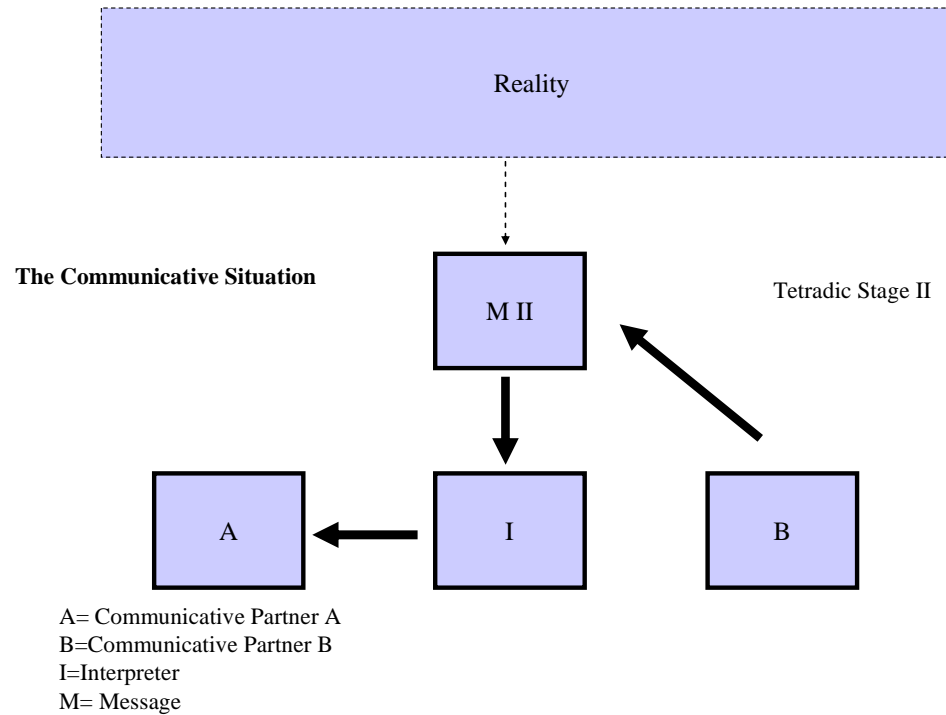 Reality
The Communicative Situation
Tetradic Stage II
M II
A
I
B
A= Communicative Partner A
B=Communicative Partner B
I=Interpreter
M= Message